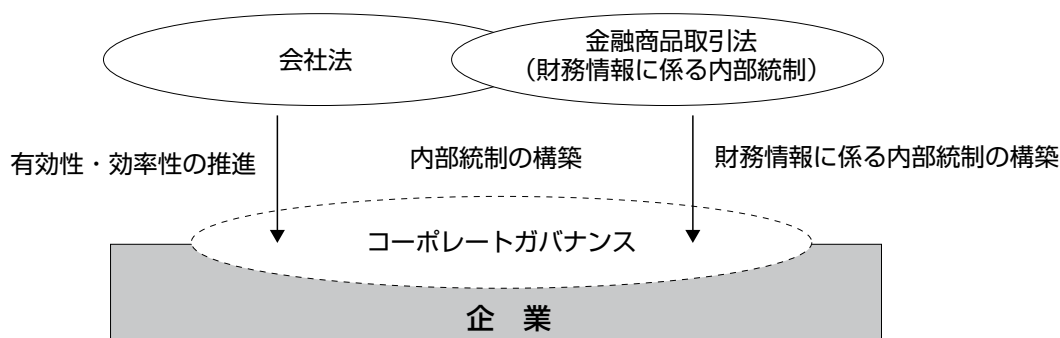 会社法
金融商品取引法
（財務情報に係る内部統制）
有効性・効率性の推進
内部統制の構築
財務情報に係る内部統制の構築
コーポレートガバナンス
企　業